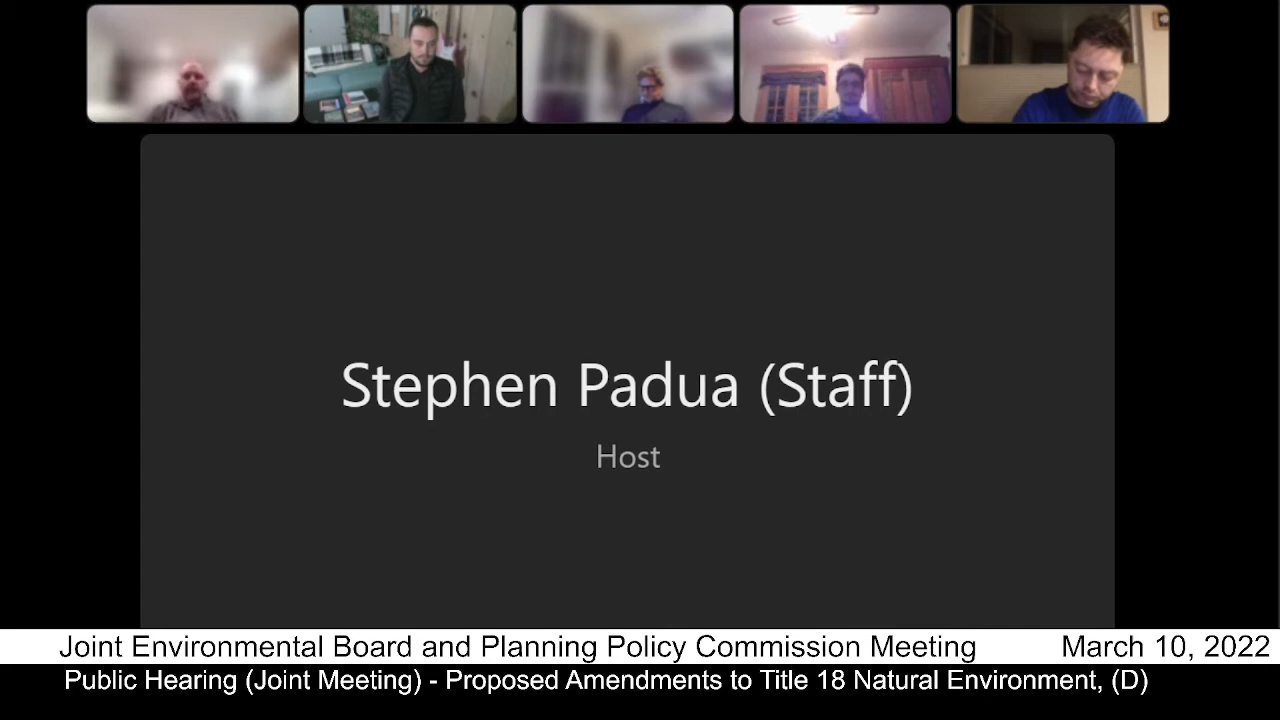 Stephen Padua (Staff)
Host
Joint Environmental Board and Planning Policy Commission Meeting March 10, 2022
Public Hearing (Joint Meeting) - Proposed Amendments to Title 18 Natural Environment, (D)